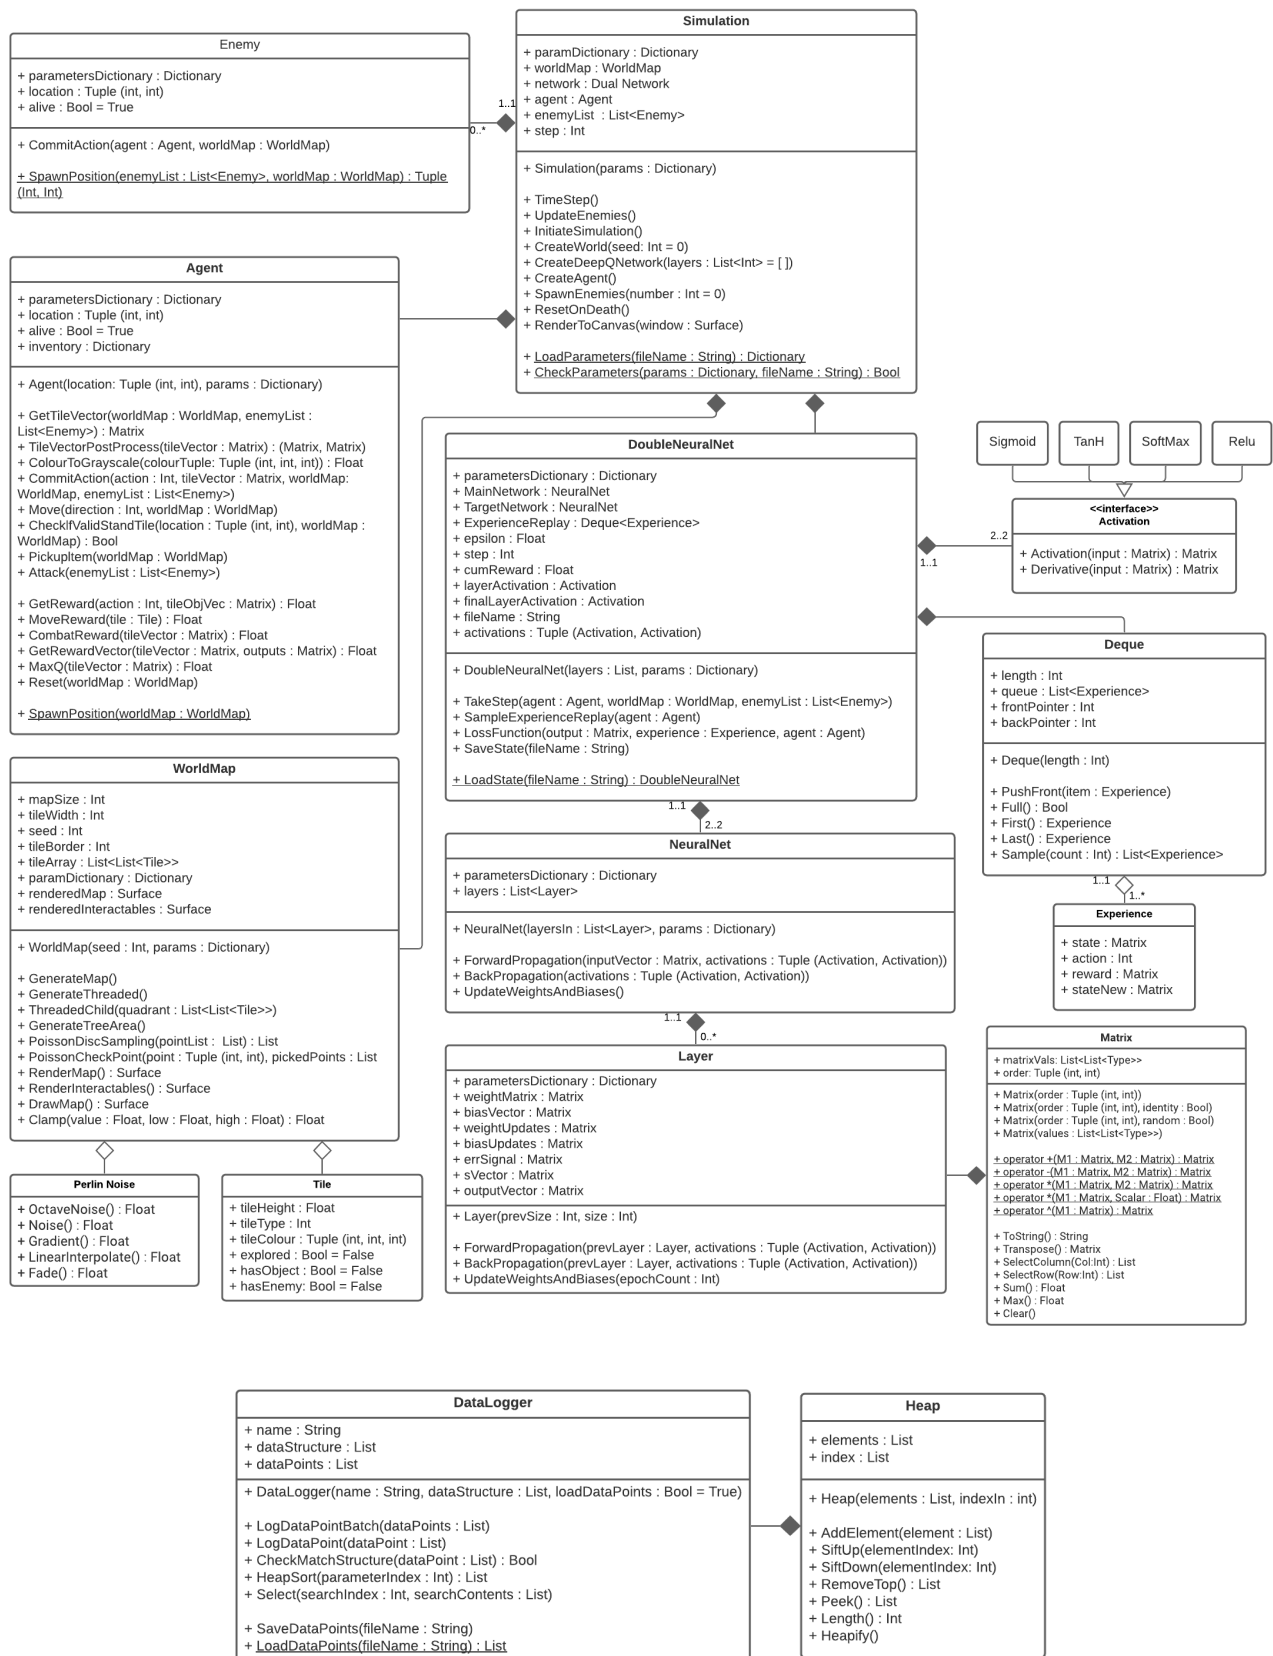 Simulation
+ paramDictionary : Dictionary
+ worldMap : WorldMap
+ network : Dual Network
+ agent : Agent
+ enemyList  : List<Enemy>
+ step : Int
+ Simulation(params : Dictionary)
+ TimeStep()
+ UpdateEnemies()
+ InitiateSimulation()
+ CreateWorld(seed: Int = 0)
+ CreateDeepQNetwork(layers : List<Int> = [ ])
+ CreateAgent()
+ SpawnEnemies(number : Int = 0)
+ ResetOnDeath()
+ RenderToCanvas(window : Surface)
+ LoadParameters(fileName : String) : Dictionary
+ CheckParameters(params : Dictionary, fileName : String) : Bool
Enemy
+ parametersDictionary : Dictionary
+ location : Tuple (int, int)
+ alive : Bool = True
+ CommitAction(agent : Agent, worldMap : WorldMap)
+ SpawnPosition(enemyList : List<Enemy>, worldMap : WorldMap) : Tuple
(Int, Int)
1..1
0..*
Agent
+ parametersDictionary : Dictionary
+ location : Tuple (int, int)
+ alive : Bool = True
+ inventory : Dictionary
+ Agent(location: Tuple (int, int), params : Dictionary)
+ GetTileVector(worldMap : WorldMap, enemyList :
List<Enemy>) : Matrix
+ TileVectorPostProcess(tileVector : Matrix) : (Matrix, Matrix)
+ ColourToGrayscale(colourTuple: Tuple (int, int, int)) : Float
+ CommitAction(action : Int, tileVector : Matrix, worldMap:
WorldMap, enemyList : List<Enemy>)
+ Move(direction : Int, worldMap : WorldMap)
+ CheckIfValidStandTile(location : Tuple (int, int), worldMap :
WorldMap) : Bool
+ PickupItem(worldMap : WorldMap)
+ Attack(enemyList : List<Enemy>)
+ GetReward(action : Int, tileObjVec : Matrix) : Float
+ MoveReward(tile : Tile) : Float
+ CombatReward(tileVector : Matrix) : Float
+ GetRewardVector(tileVector : Matrix, outputs : Matrix) : Float
+ MaxQ(tileVector : Matrix) : Float
+ Reset(worldMap : WorldMap)
+ SpawnPosition(worldMap : WorldMap)
DoubleNeuralNet
+ parametersDictionary : Dictionary
+ MainNetwork : NeuralNet
+ TargetNetwork : NeuralNet
+ ExperienceReplay : Deque<Experience>
+ epsilon : Float
+ step : Int
+ cumReward : Float
+ layerActivation : Activation
+ finalLayerActivation : Activation
+ fileName : String
+ activations : Tuple (Activation, Activation)
+ DoubleNeuralNet(layers : List, params : Dictionary)
+ TakeStep(agent : Agent, worldMap : WorldMap, enemyList : List<Enemy>)
+ SampleExperienceReplay(agent : Agent)
+ LossFunction(output : Matrix, experience : Experience, agent : Agent)
+ SaveState(fileName : String)
+ LoadState(fileName : String) : DoubleNeuralNet
Sigmoid
TanH
SoftMax
Relu
<<interface>>
Activation
+ Activation(input : Matrix) : Matrix
+ Derivative(input : Matrix) : Matrix
2..2
1..1
Deque
+ length : Int
+ queue : List<Experience>
+ frontPointer : Int
+ backPointer : Int
+ Deque(length : Int)
+ PushFront(item : Experience)
+ Full() : Bool
+ First() : Experience
+ Last() : Experience
+ Sample(count : Int) : List<Experience>
1..1
1..*
Experience
+ state : Matrix
+ action : Int
+ reward : Matrix
+ stateNew : Matrix
WorldMap
+ mapSize : Int
+ tileWidth : Int
+ seed : Int
+ tileBorder : Int
+ tileArray : List<List<Tile>>
+ paramDictionary : Dictionary
+ renderedMap : Surface
+ renderedInteractables : Surface
+ WorldMap(seed : Int, params : Dictionary)
+ GenerateMap()
+ GenerateThreaded()
+ ThreadedChild(quadrant : List<List<Tile>>)
+ GenerateTreeArea()
+ PoissonDiscSampling(pointList :  List) : List
+ PoissonCheckPoint(point : Tuple (int, int), pickedPoints : List
+ RenderMap() : Surface
+ RenderInteractables() : Surface
+ DrawMap() : Surface
+ Clamp(value : Float, low : Float, high : Float) : Float
Perlin Noise
+ OctaveNoise() : Float
+ Noise() : Float
+ Gradient() : Float
+ LinearInterpolate() : Float
+ Fade() : Float
Tile
+ tileHeight : Float
+ tileType : Int
+ tileColour : Tuple (int, int, int)
+ explored : Bool = False
+ hasObject : Bool = False
+ hasEnemy: Bool = False
1..1
2..2
NeuralNet
+ parametersDictionary : Dictionary
+ layers : List<Layer>
+ NeuralNet(layersIn : List<Layer>, params : Dictionary)
+ ForwardPropagation(inputVector : Matrix, activations : Tuple (Activation, Activation))
+ BackPropagation(activations : Tuple (Activation, Activation))
+ UpdateWeightsAndBiases()
1..1
0..*
Layer
+ parametersDictionary : Dictionary
+ weightMatrix : Matrix
+ biasVector : Matrix
+ weightUpdates : Matrix
+ biasUpdates : Matrix
+ errSignal : Matrix
+ sVector : Matrix
+ outputVector : Matrix
+ Layer(prevSize : Int, size : Int)
+ ForwardPropagation(prevLayer : Layer, activations : Tuple (Activation, Activation))
+ BackPropagation(prevLayer : Layer, activations : Tuple (Activation, Activation))
+ UpdateWeightsAndBiases(epochCount : Int)
Matrix
+ matrixVals: List<List<Type>>
+ order: Tuple (int, int)
+ Matrix(order : Tuple (int, int))
+ Matrix(order : Tuple (int, int), identity : Bool)
+ Matrix(order : Tuple (int, int), random : Bool)
+ Matrix(values : List<List<Type>>)
+ operator +(M1 : Matrix, M2 : Matrix) : Matrix
+ operator -(M1 : Matrix, M2 : Matrix) : Matrix
+ operator *(M1 : Matrix, M2 : Matrix) : Matrix
+ operator *(M1 : Matrix, Scalar : Float) : Matrix
+ operator ^(M1 : Matrix) : Matrix
+ ToString() : String
+ Transpose() : Matrix
+ SelectColumn(Col:Int) : List
+ SelectRow(Row:Int) : List
+ Sum() : Float
+ Max() : Float
+ Clear()
DataLogger
+ name : String
+ dataStructure : List
+ dataPoints : List
+ DataLogger(name : String, dataStructure : List, loadDataPoints : Bool = True)
+ LogDataPointBatch(dataPoints : List)
+ LogDataPoint(dataPoint : List)
+ CheckMatchStructure(dataPoint : List) : Bool
+ HeapSort(parameterIndex : Int) : List
+ Select(searchIndex : Int, searchContents : List)
+ SaveDataPoints(fileName : String)
+ LoadDataPoints(fileName : String) : List
Heap
+ elements : List
+ index : List
+ Heap(elements : List, indexIn : int)
+ AddElement(element : List)
+ SiftUp(elementIndex: Int)
+ SiftDown(elementIndex: Int)
+ RemoveTop() : List
+ Peek() : List
+ Length() : Int
+ Heapify()